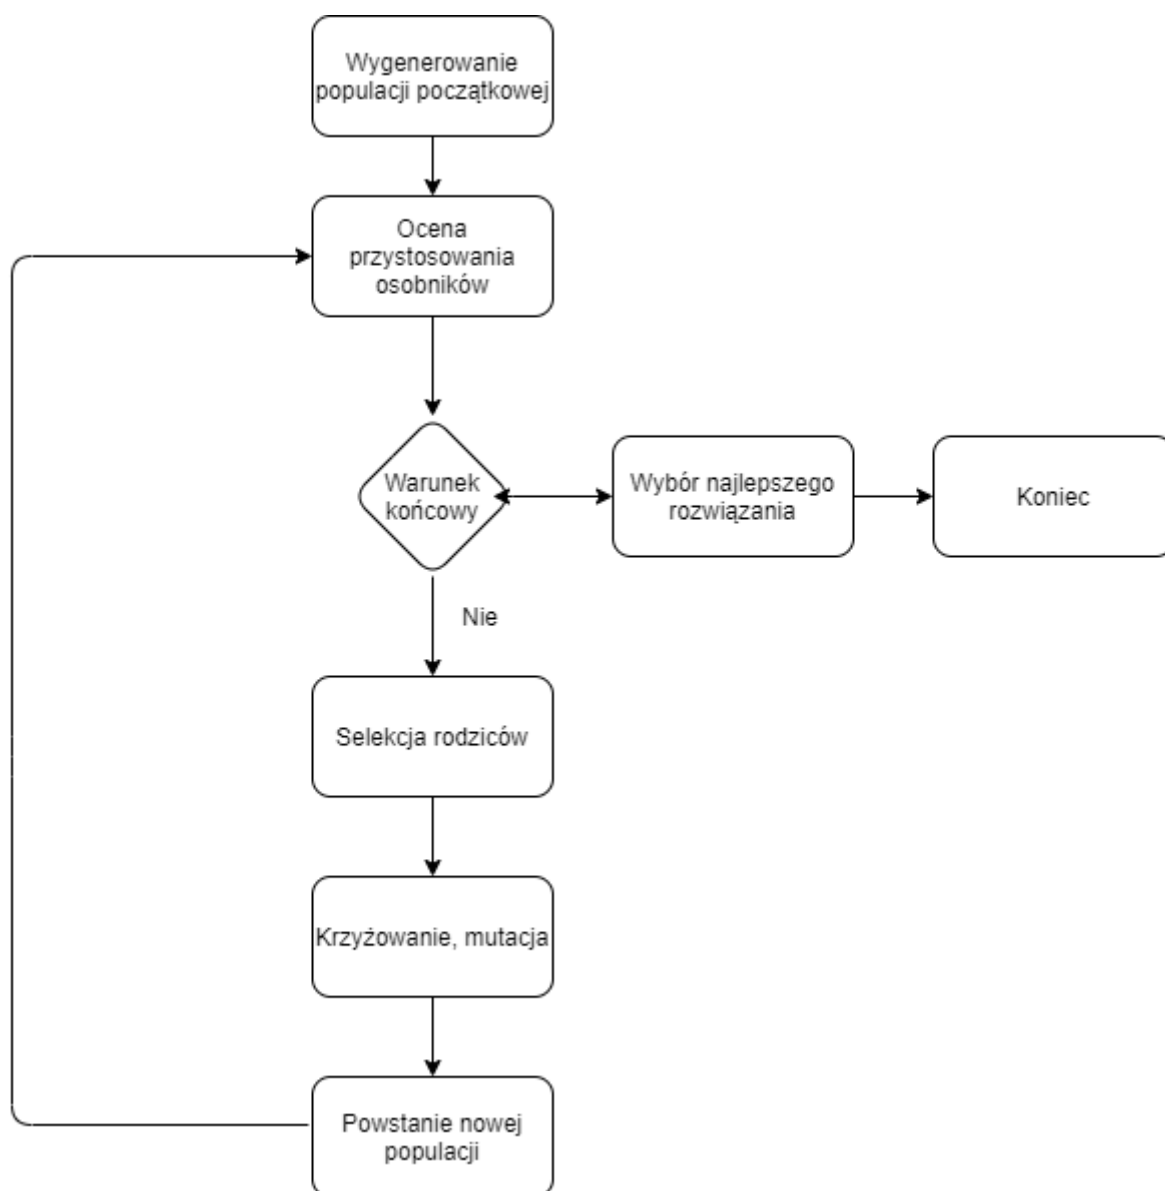 Wygenerowanie
populacji początkowej
Ocena
przystosowania
osobników
Warunek
końcowy
Wybór najlepszego
rozwiązania
Koniec
Nie
Selekcja rodziców
Krzyżowanie, mutacja
Powstanie nowej
populacji